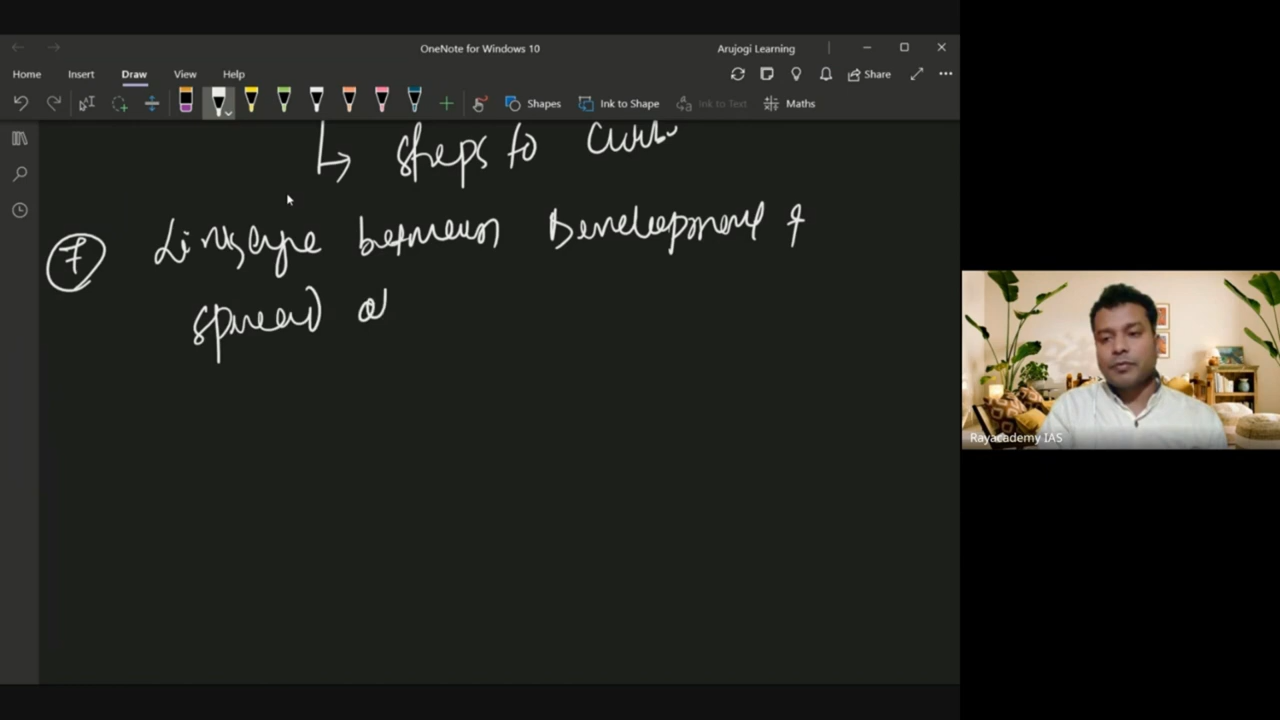 OneNote for Windows 10
Arujogi Learning
Home Insert Draw View Help
Share
Shapes Ink to Shape Ink to Text Maths
↳ steps to
7 Linkage between Development &
spread o
Rayacademy IAS